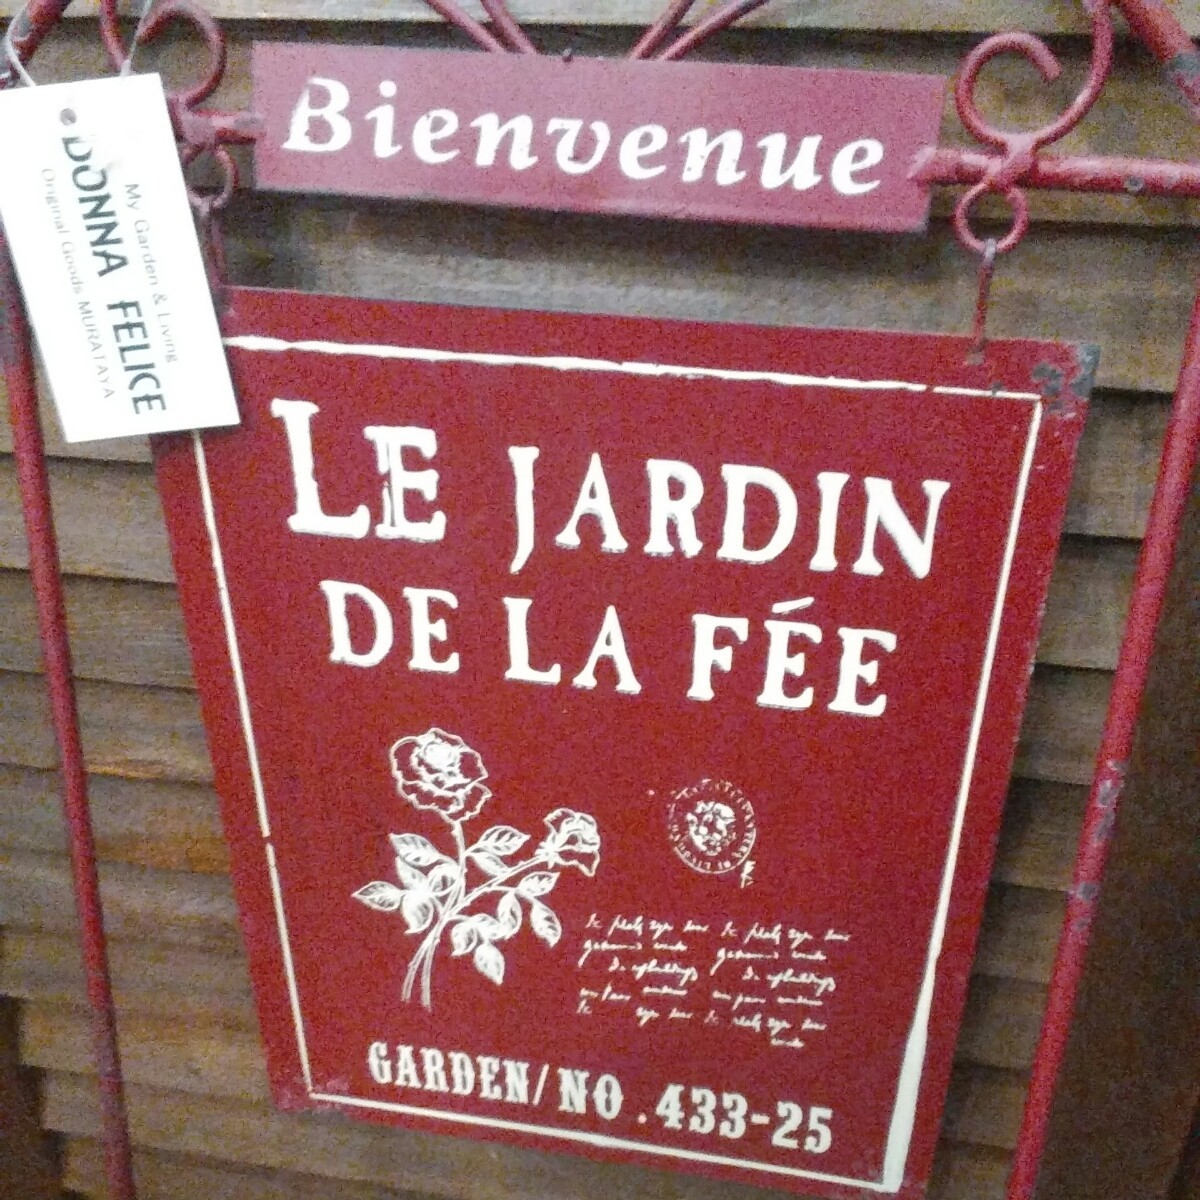 Bienvenue
My Garden & Living
DONNA FELICE
Original Goods MURATAYA
LE JARDIN
DE LA FÉE
GARDEN/NO.433-25